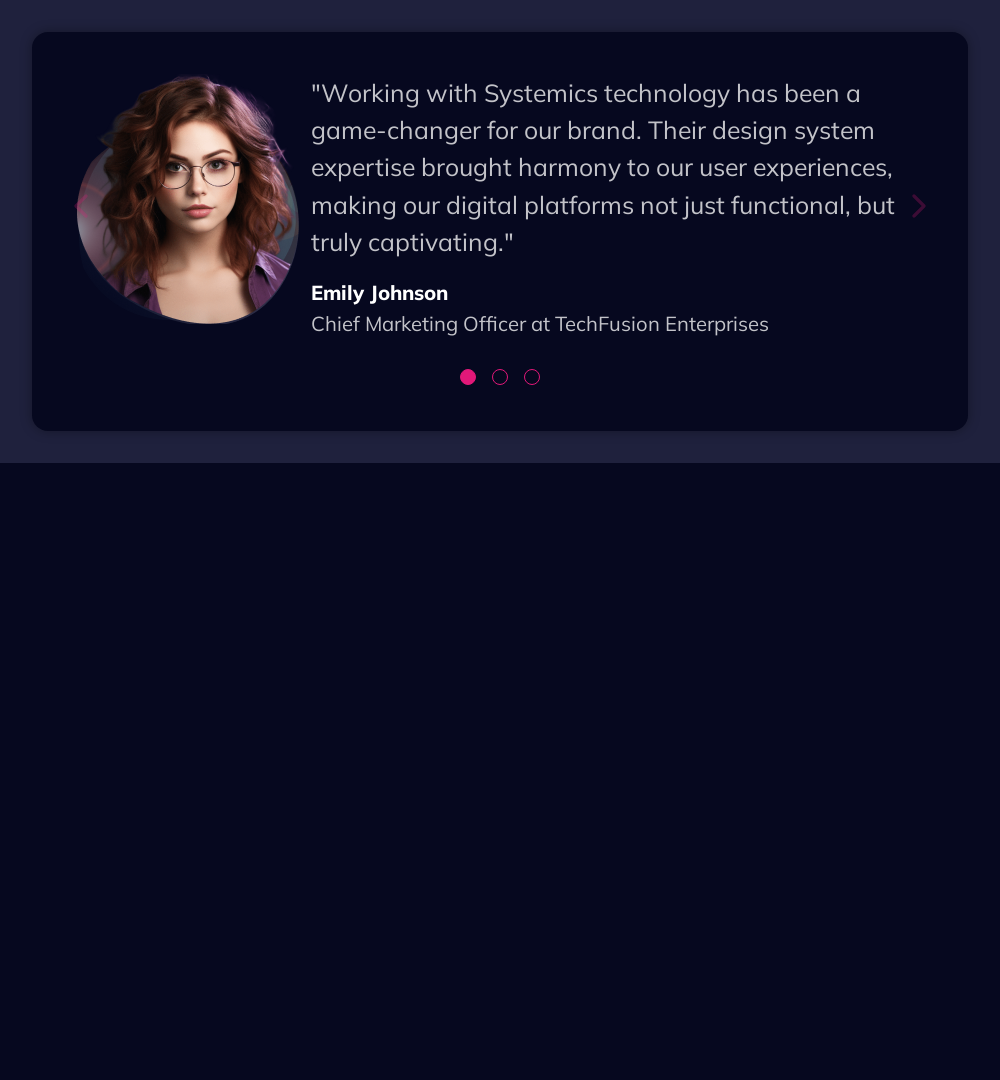 "Working with Systemics technology has been a
game-changer for our brand. Their design system
expertise brought harmony to our user experiences,
making our digital platforms not just functional, but
truly captivating."
Emily Johnson
Chief Marketing Officer at TechFusion Enterprises